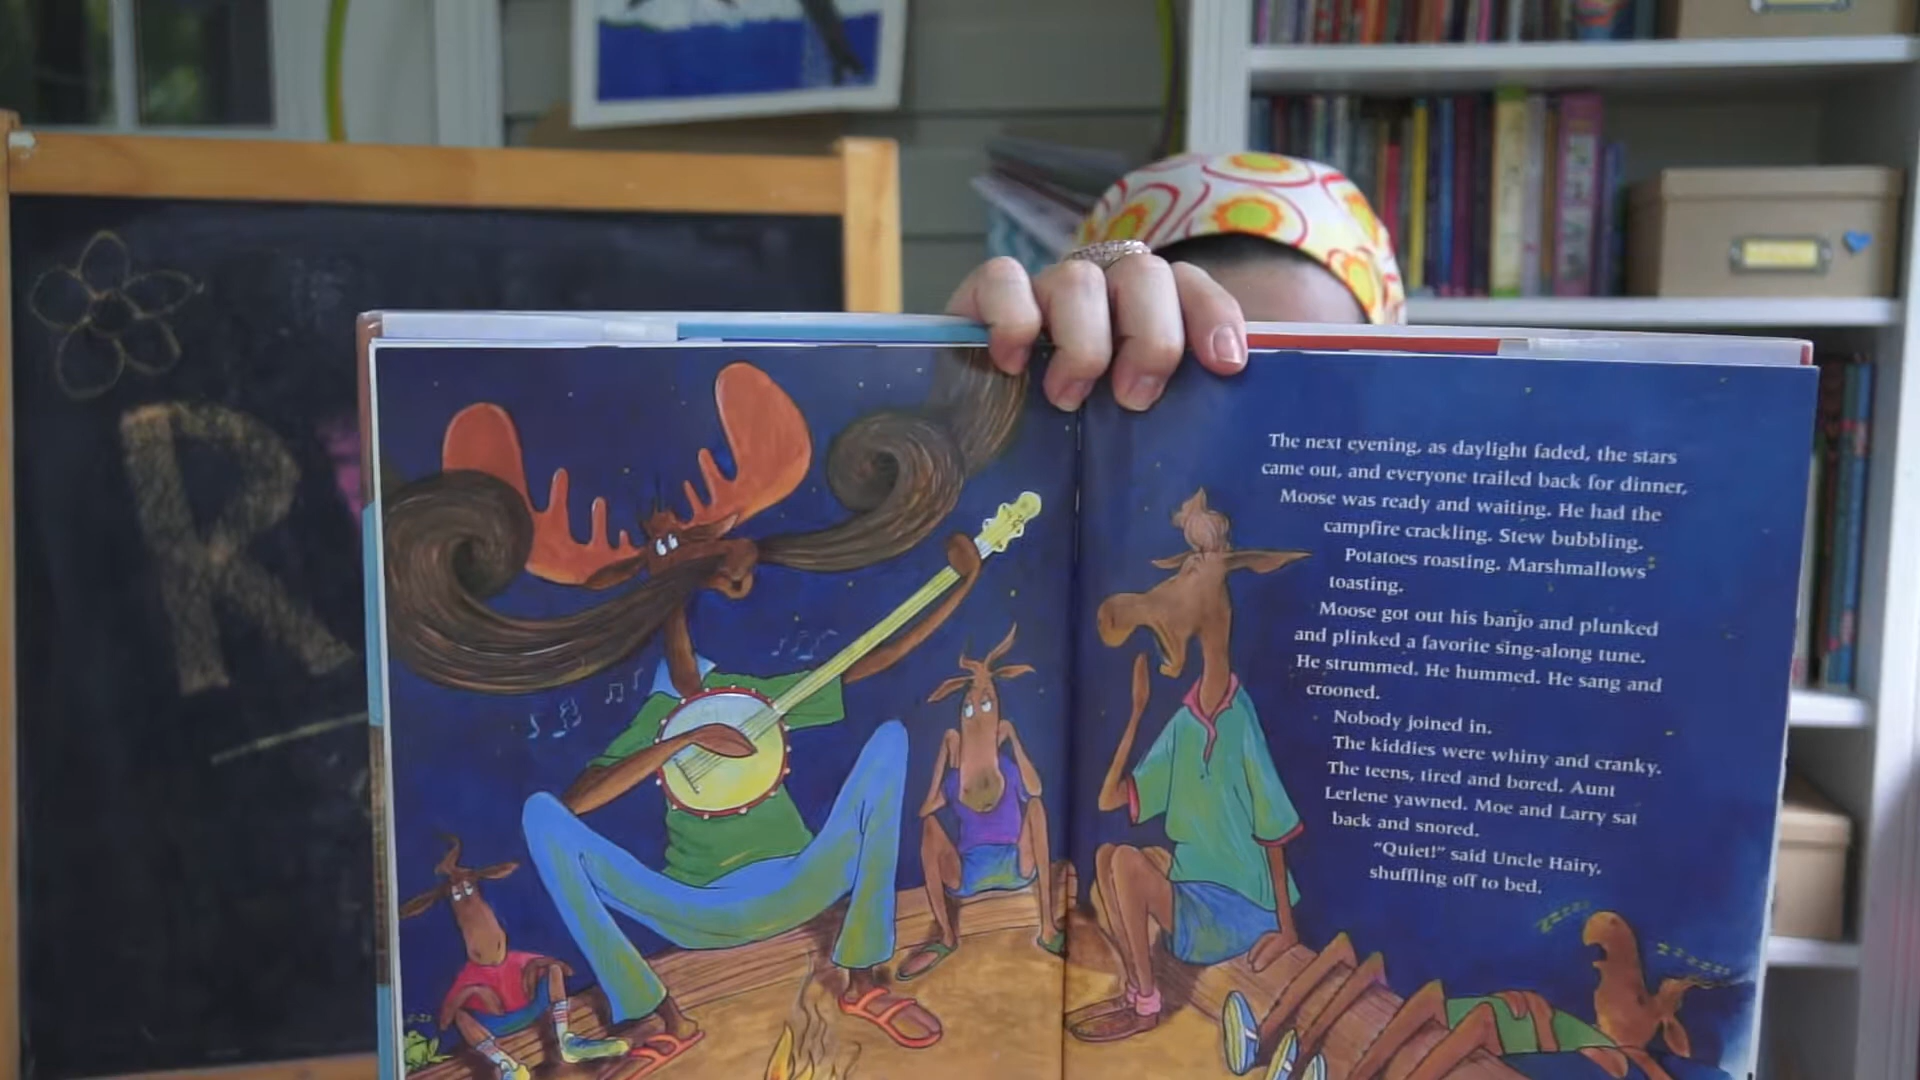 R
The next evening, as daylight faded, the stars
came out, and everyone trailed back for dinner,
Moose was ready and waiting. He had the
campfire crackling. Stew bubbling.
Potatoes roasting. Marshmallows
toasting.
Moose got out his banjo and plunked
and plinked a favorite sing-along tune.
He strummed. He hummed. He sang and
crooned.
Nobody joined in.
The kiddies were whiny and cranky.
The teens, tired and bored. Aunt
Lerlene yawned. Moe and Larry sat
back and snored.
"Quiet!" said Uncle Hairy,
shuffling off to bed.